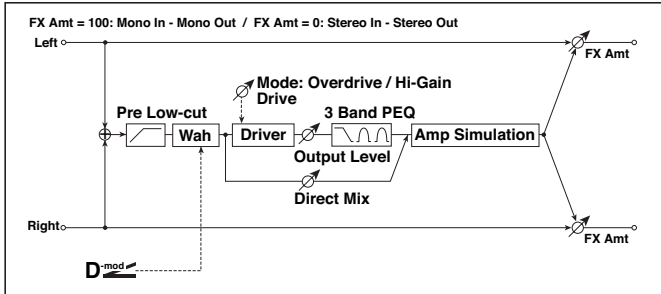 FX Amt = 100: Mono In - Mono Out / FX Amt = 0: Stereo In - Stereo Out
Left
FX Amt
Mode: Overdrive / Hi-Gain
Drive
Pre Low-cut
3 Band PEQ
Wah
Driver
Amp Simulation
Output Level
Direct Mix
Right
FX Amt
D-mod